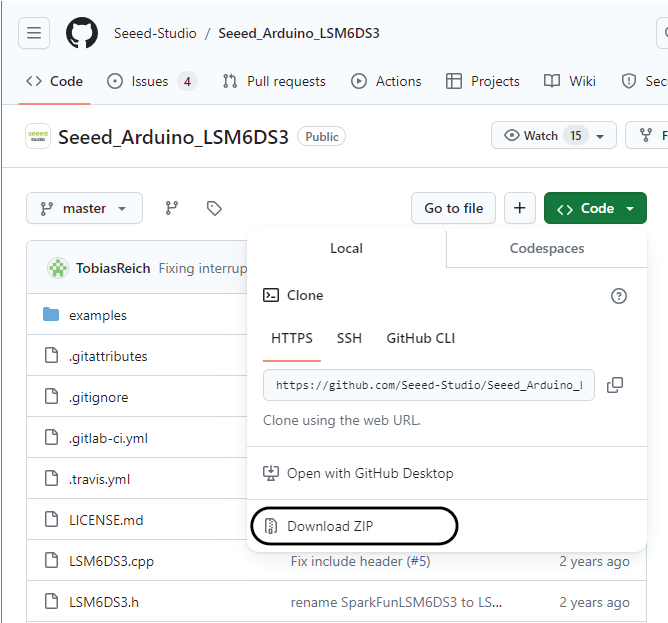 Seeed-Studio / Seeed_Arduino_LSM6DS3
Code Issues 4 Pull requests Actions Projects Wiki Sec
seeed studio Seeed_Arduino_LSM6DS3 Public Watch 15 F
master Go to file + Code
Local Codespaces
TobiasReich Fixing interrup
Clone
examples
HTTPS SSH GitHub CLI
.gitattributes
https://github.com/Seeed-Studio/Seeed_Arduino_L
.gitignore
Clone using the web URL.
.gitlab-ci.yml
Open with GitHub Desktop
.travis.yml
LICENSE.md
Download ZIP
LSM6DS3.cpp Fix include header (#5) 2 years ago
LSM6DS3.h rename SparkFunLSM6DS3 to LS... 2 years ago